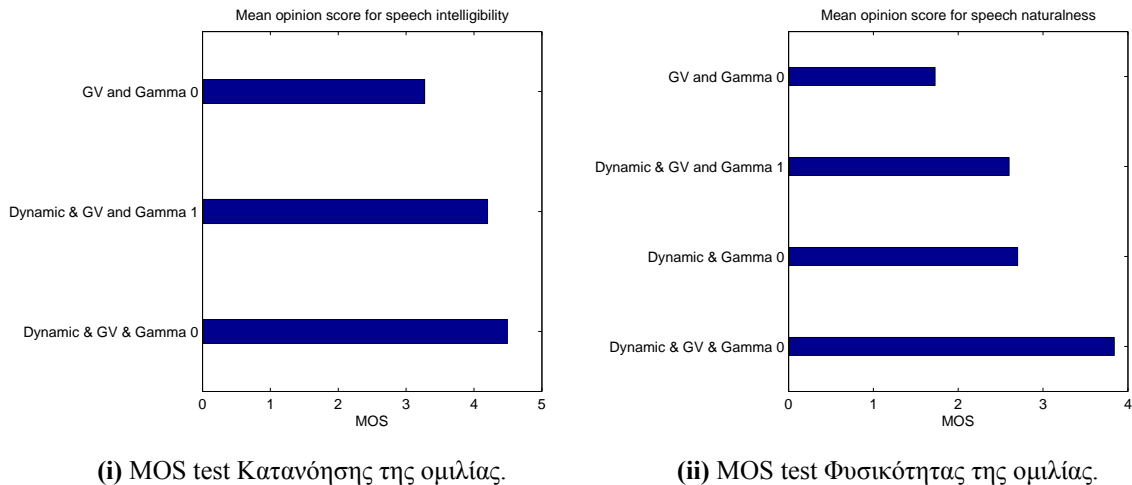 Mean opinion score for speech intelligibility
GV and Gamma 0
Dynamic & GV and Gamma 1
Dynamic & GV & Gamma 0
0 1 2 3 4 5
MOS
(i) MOS test Κατανόησης της ομιλίας.
Mean opinion score for speech naturalness
GV and Gamma 0
Dynamic & GV and Gamma 1
Dynamic & Gamma 0
Dynamic & GV & Gamma 0
0 1 2 3 4
MOS
(ii) MOS test Φυσικότητας της ομιλίας.